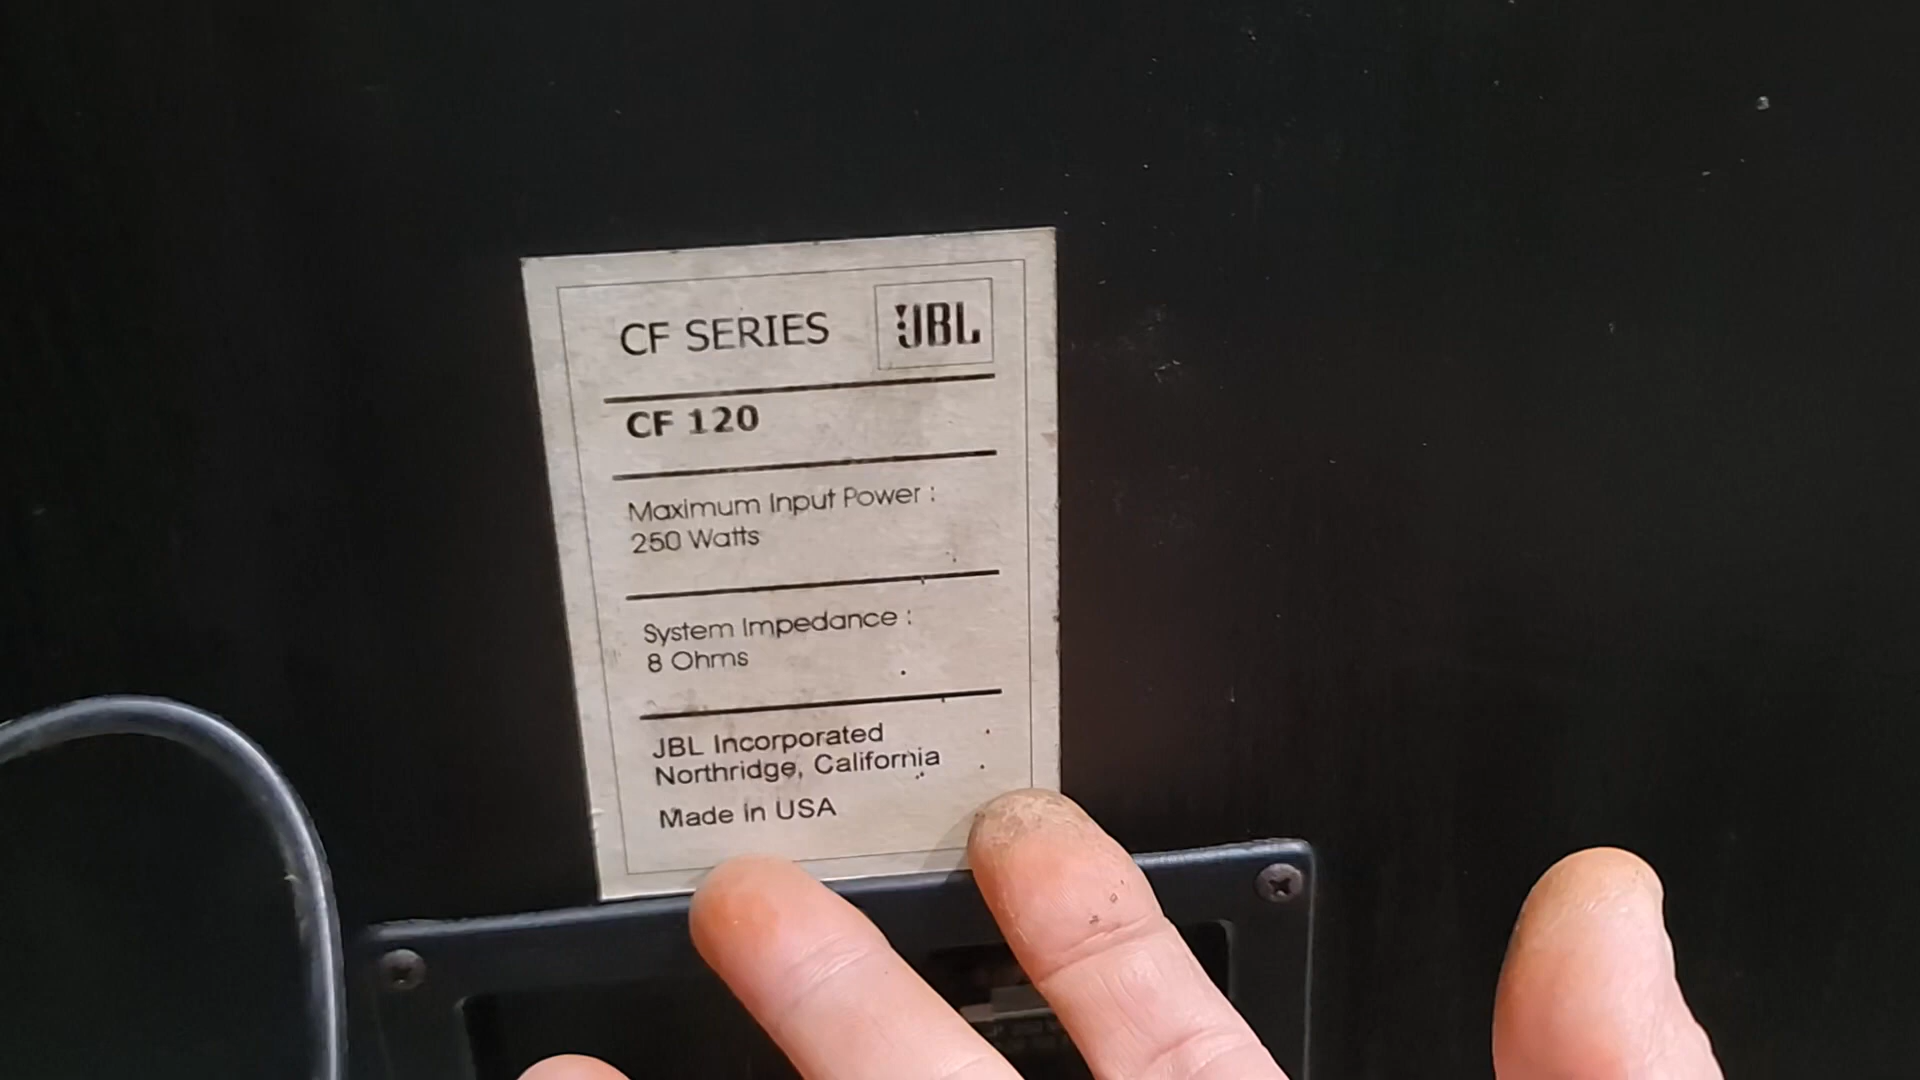 CF SERIES JBL
CF 120
Maximum Input Power :
250 Watts
System Impedance :
8 Ohms
JBL Incorporated
Northridge, California
Made in USA